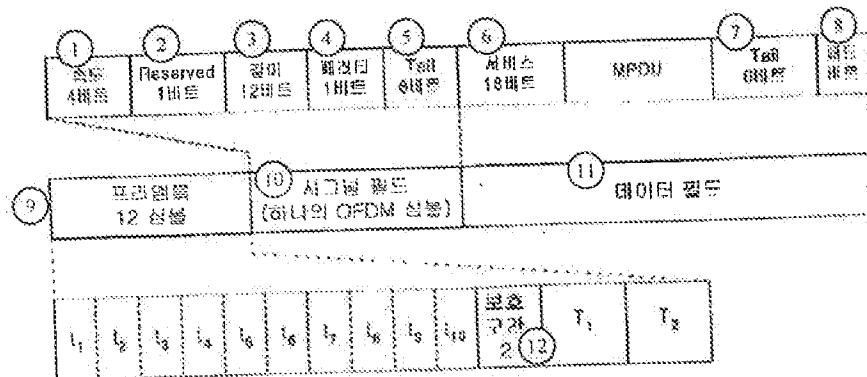 ① ② ③ ④ ⑤ ⑥ ⑦ ⑧
속도 4비트
Reserved 1비트
길이 12비트
패리티 1비트
Tail 6비트
서비스 16비트
MPDU
Tail 6비트
패드 비트
⑨ 프리앰블
12 심볼
⑩ 시그널 필드
(하나의 OFDM 심볼)
⑪ 데이터 필드
t₁ t₂ t₃ t₄ t₅ t₆ t₇ t₈ t₉ t₁₀
보호
구간
2 ⑫
T₁ T₂